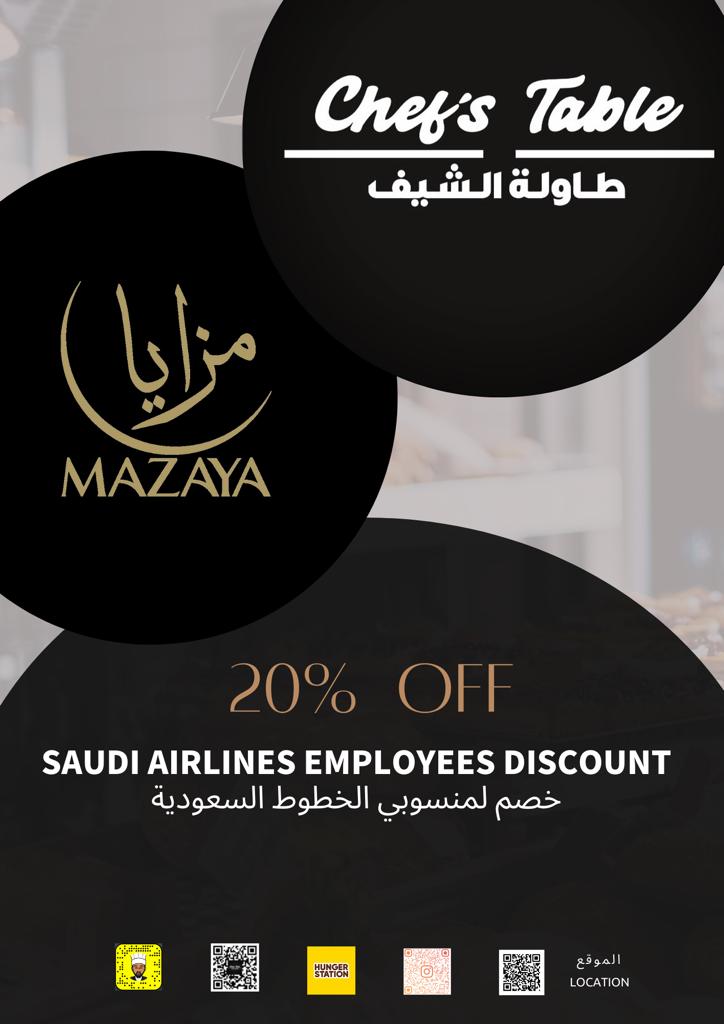 Chef's Table
طاولة الشيف
مزايا
MAZAYA
20% OFF
SAUDI AIRLINES EMPLOYEES DISCOUNT
خصم لمنسوبي الخطوط السعودية
HUNGER
STATION
الموقع
LOCATION